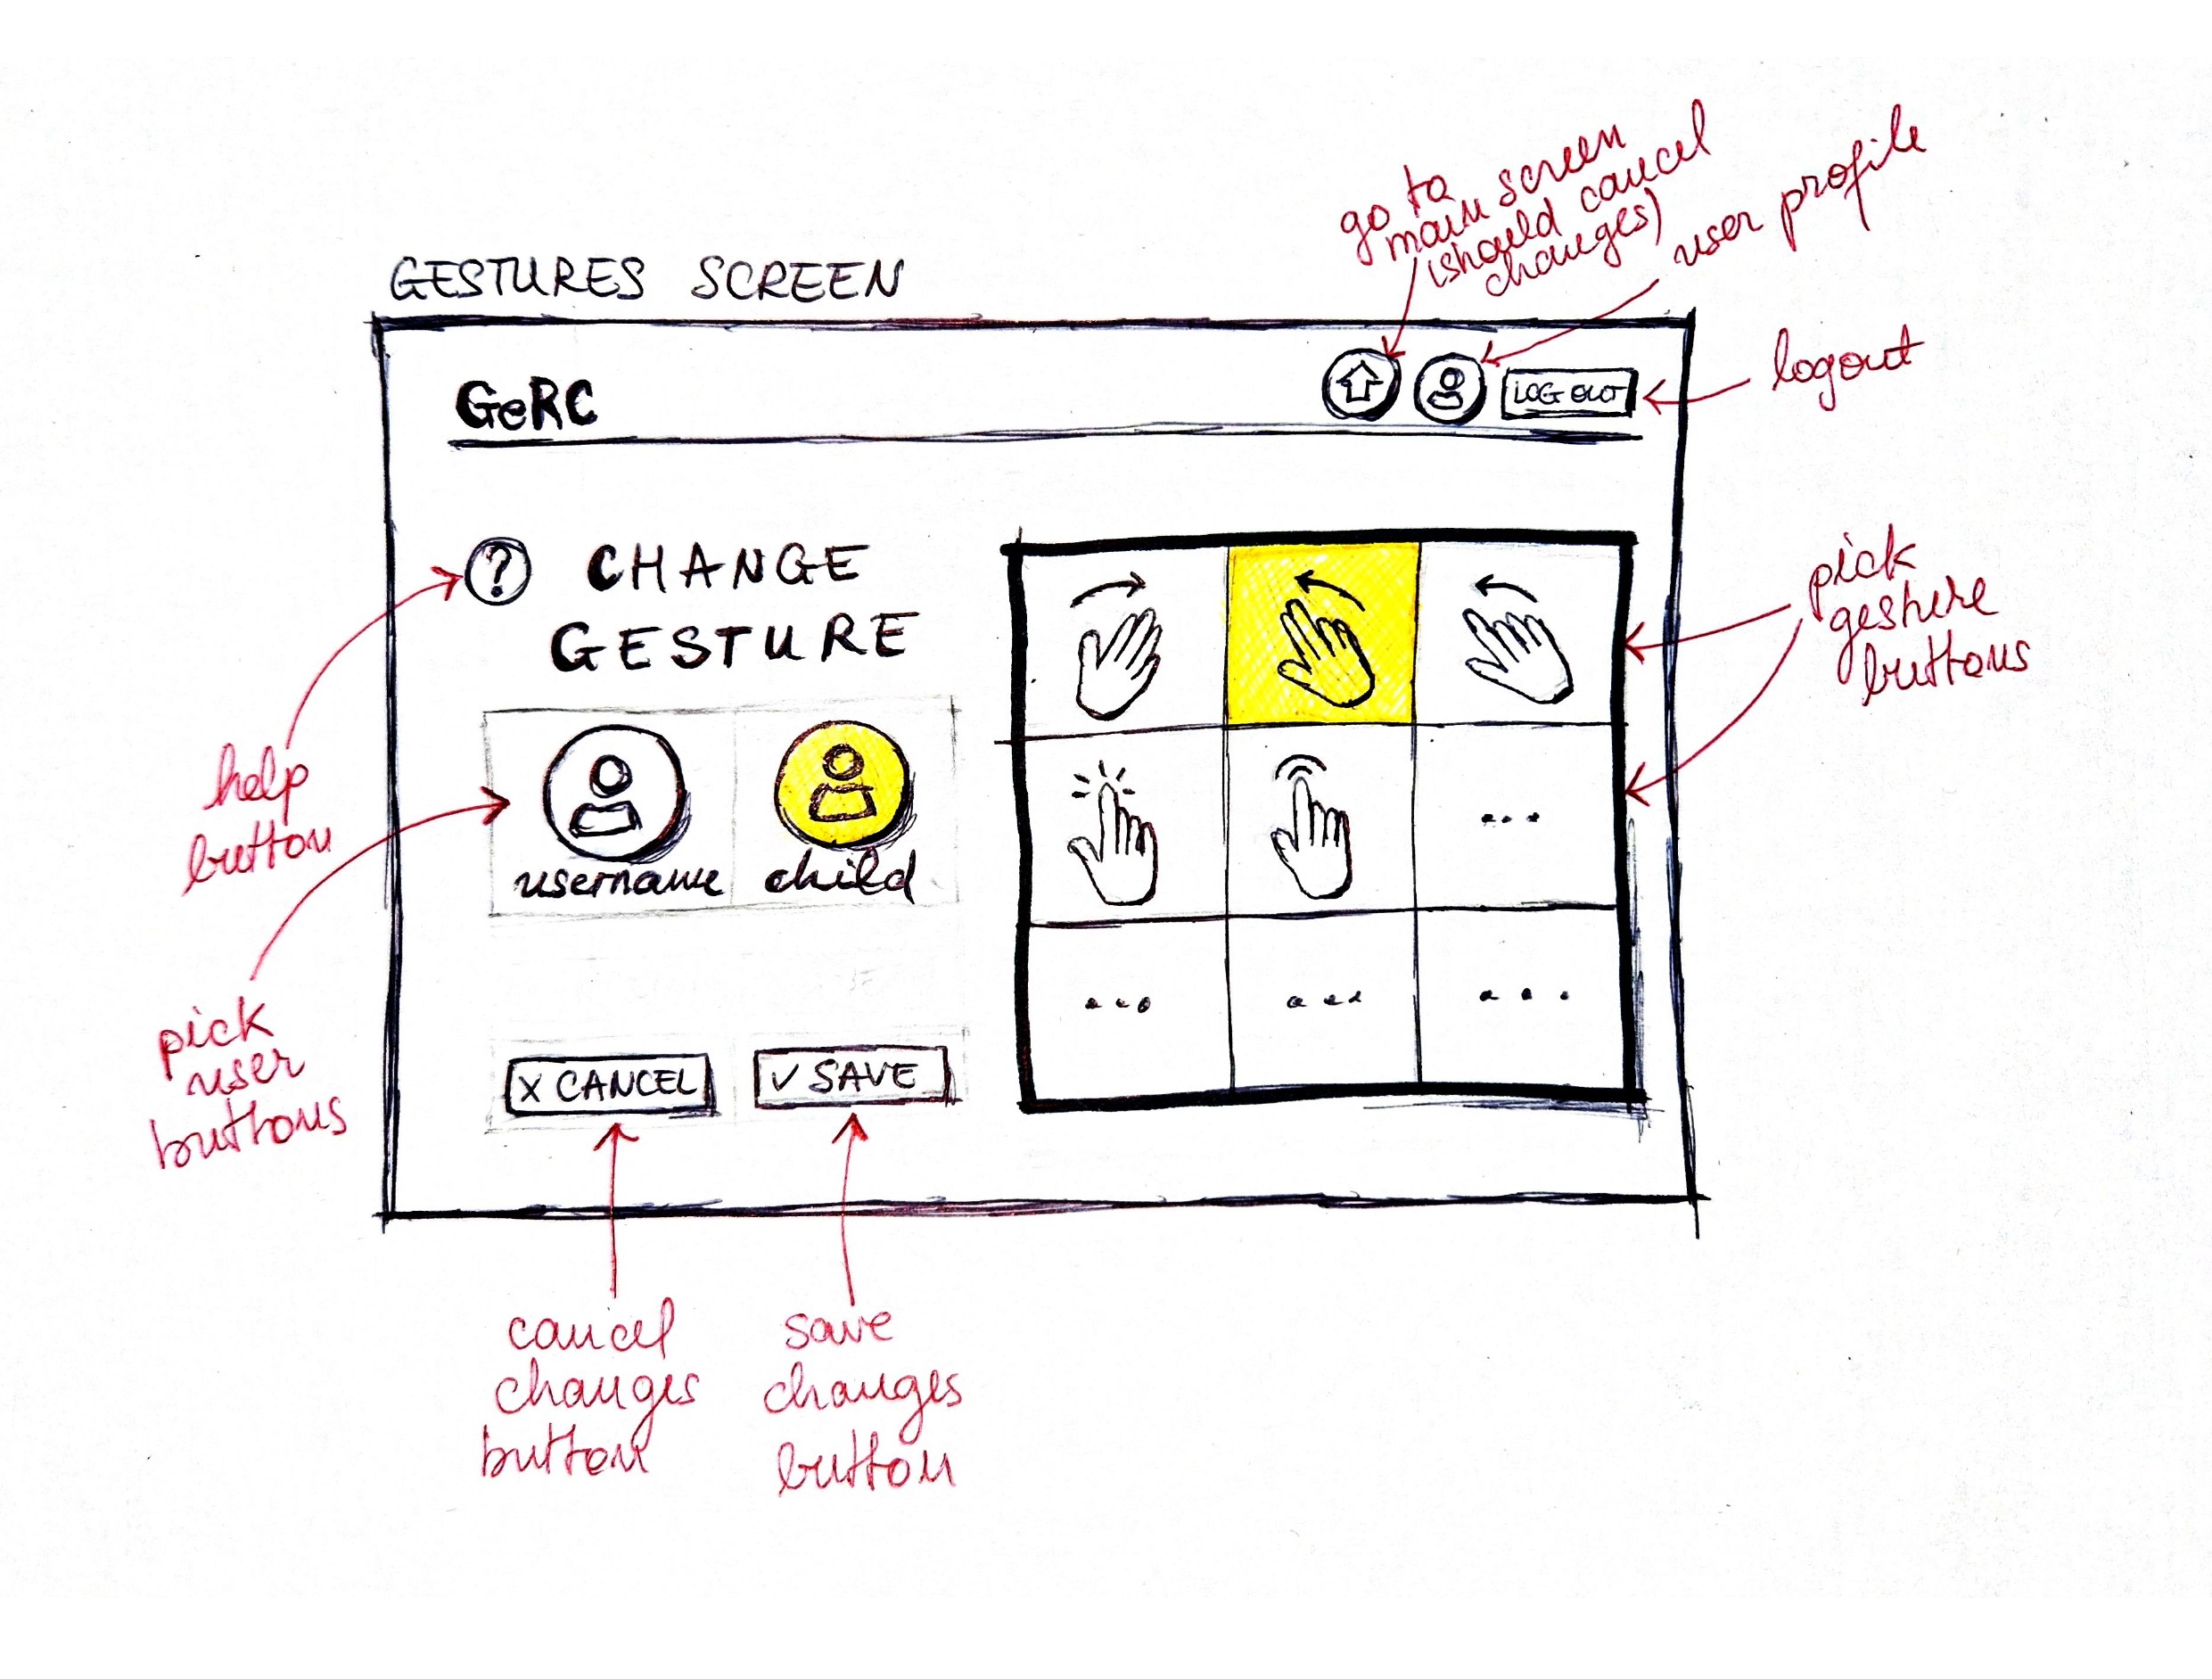 go to
main screen
(should cancel
changes)
user profile
GESTURES SCREEN
logout
GeRC
LOG OUT
?
CHANGE
GESTURE
pick
gesture
buttons
help
button
username
child
...
...
...
...
pick
user
buttons
X CANCEL
✓ SAVE
cancel
changes
button
save
changes
button